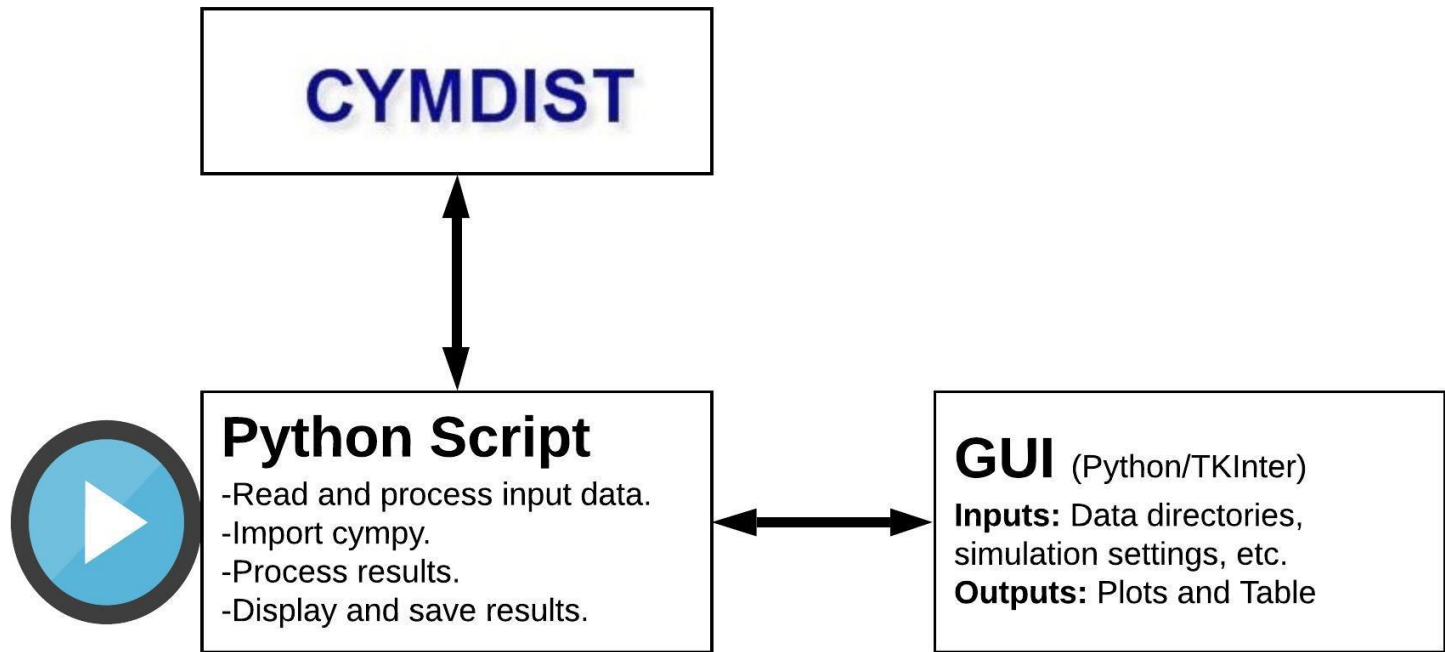 CYMDIST
Python Script
-Read and process input data.
-Import cympy.
-Process results.
-Display and save results.
GUI (Python/TKInter)
Inputs: Data directories,
simulation settings, etc.
Outputs: Plots and Table